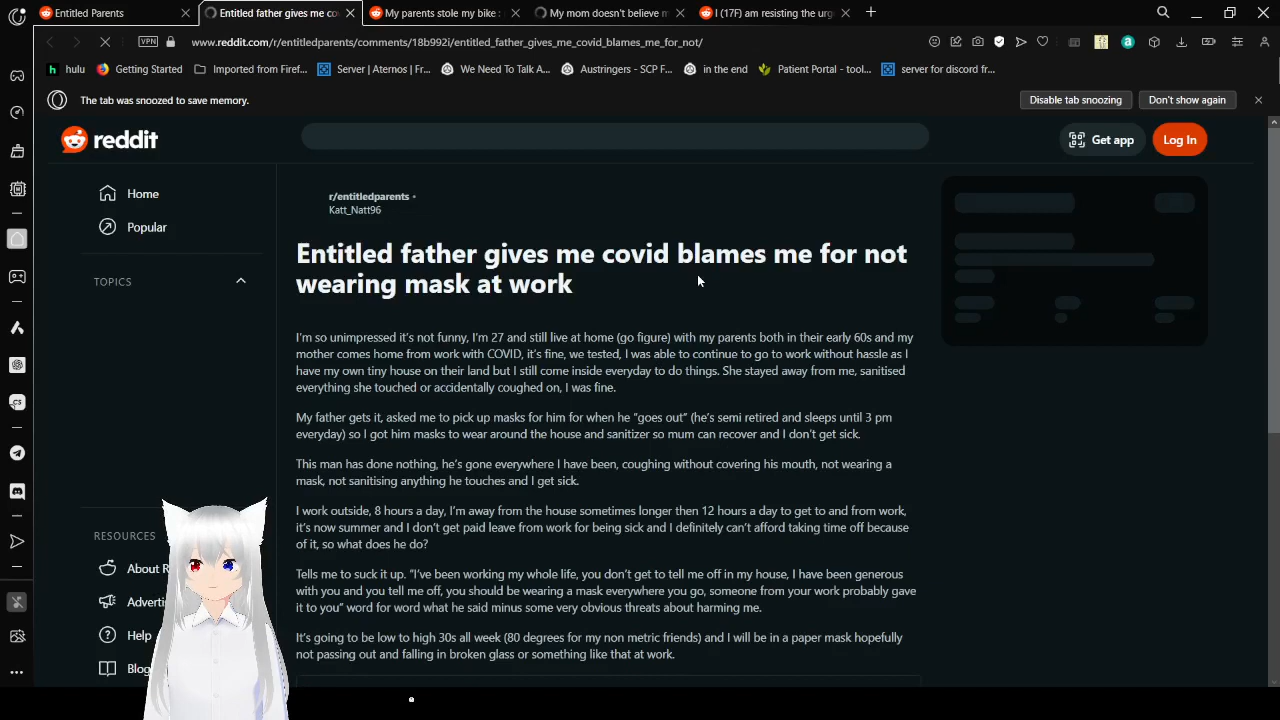 Entitled Parents
Entitled father gives me co
My parents stole my bike :
My mom doesn't believe m
I (17F) am resisting the urg
VPN
www.reddit.com/r/entitledparents/comments/18b992i/entitled_father_gives_me_covid_blames_me_for_not/
hulu
Getting Started
Imported from Firef...
Server | Aternos | Fr...
We Need To Talk A...
Austringers - SCP F...
in the end
Patient Portal - tool...
server for discord fr...
The tab was snoozed to save memory.
Disable tab snoozing
Don't show again
reddit
Get app
Log In
Home
Popular
TOPICS
RESOURCES
About R
Adverti
Help
Blog
r/entitledparents •
Katt_Natt96
Entitled father gives me covid blames me for not
wearing mask at work
I'm so unimpressed it's not funny, I'm 27 and still live at home (go figure) with my parents both in their early 60s and my
mother comes home from work with COVID, it's fine, we tested, I was able to continue to go to work without hassle as I
have my own tiny house on their land but I still come inside everyday to do things. She stayed away from me, sanitised
everything she touched or accidentally coughed on, I was fine.
My father gets it, asked me to pick up masks for him for when he "goes out" (he's semi retired and sleeps until 3 pm
everyday) so I got him masks to wear around the house and sanitizer so mum can recover and I don't get sick.
This man has done nothing, he's gone everywhere I have been, coughing without covering his mouth, not wearing a
mask, not sanitising anything he touches and I get sick.
I work outside, 8 hours a day, I'm away from the house sometimes longer then 12 hours a day to get to and from work,
it's now summer and I don't get paid leave from work for being sick and I definitely can't afford taking time off because
of it, so what does he do?
Tells me to suck it up. "I've been working my whole life, you don't get to tell me off in my house, I have been generous
with you and you tell me off, you should be wearing a mask everywhere you go, someone from your work probably gave
it to you" word for word what he said minus some very obvious threats about harming me.
It's going to be low to high 30s all week (80 degrees for my non metric friends) and I will be in a paper mask hopefully
not passing out and falling in broken glass or something like that at work.